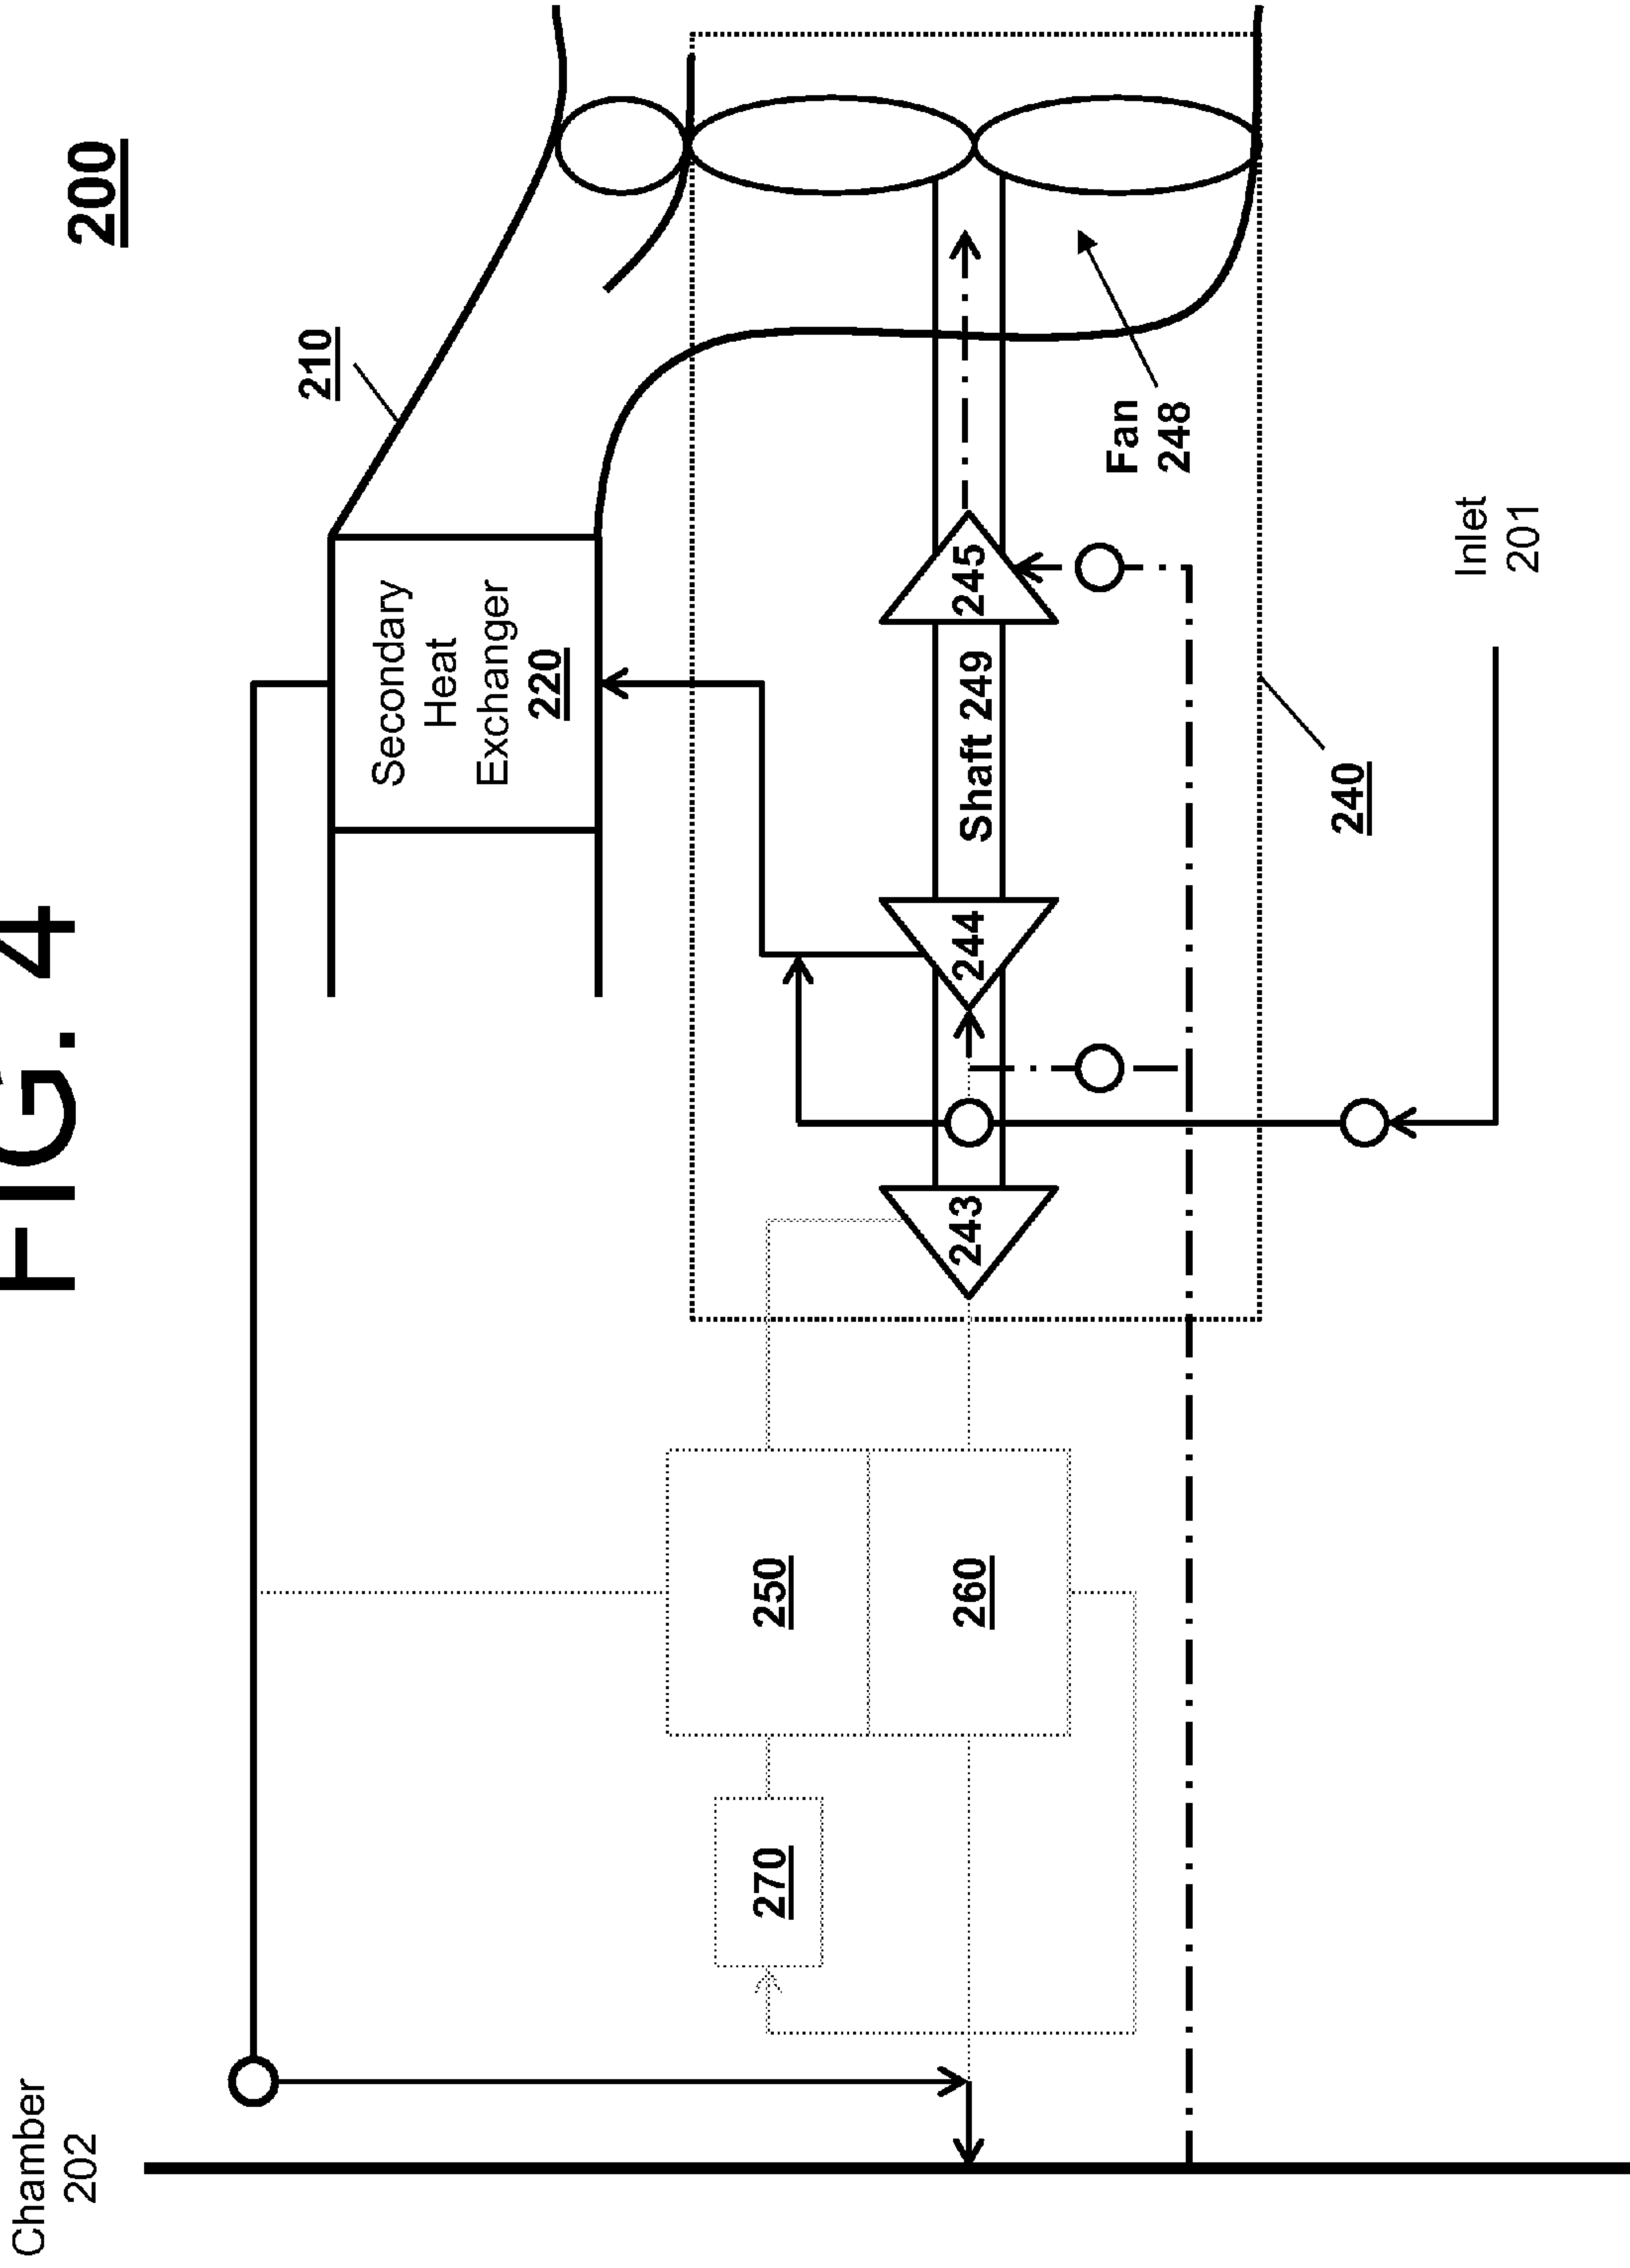 FIG. 4
200
210
Secondary
Heat
Exchanger
220
Chamber
202
270
250
260
243
244
Shaft 249
245
Fan
248
240
Inlet
201